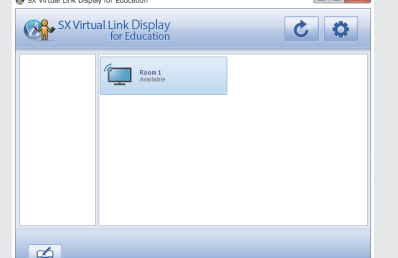 SX Virtual Link Display for Education
SX Virtual Link Display
for Education
Room 1
Available